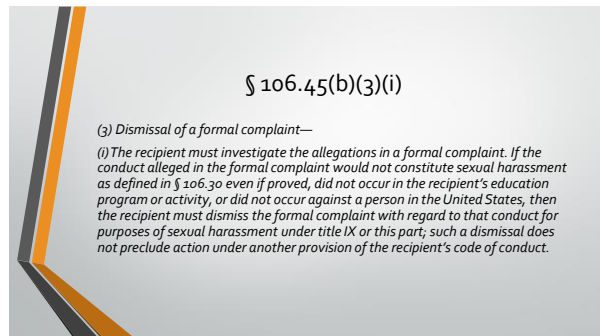 § 106.45(b)(3)(i)
(3) Dismissal of a formal complaint—
(i) The recipient must investigate the allegations in a formal complaint. If the
conduct alleged in the formal complaint would not constitute sexual harassment
as defined in § 106.30 even if proved, did not occur in the recipient's education
program or activity, or did not occur against a person in the United States, then
the recipient must dismiss the formal complaint with regard to that conduct for
purposes of sexual harassment under title IX or this part; such a dismissal does
not preclude action under another provision of the recipient's code of conduct.